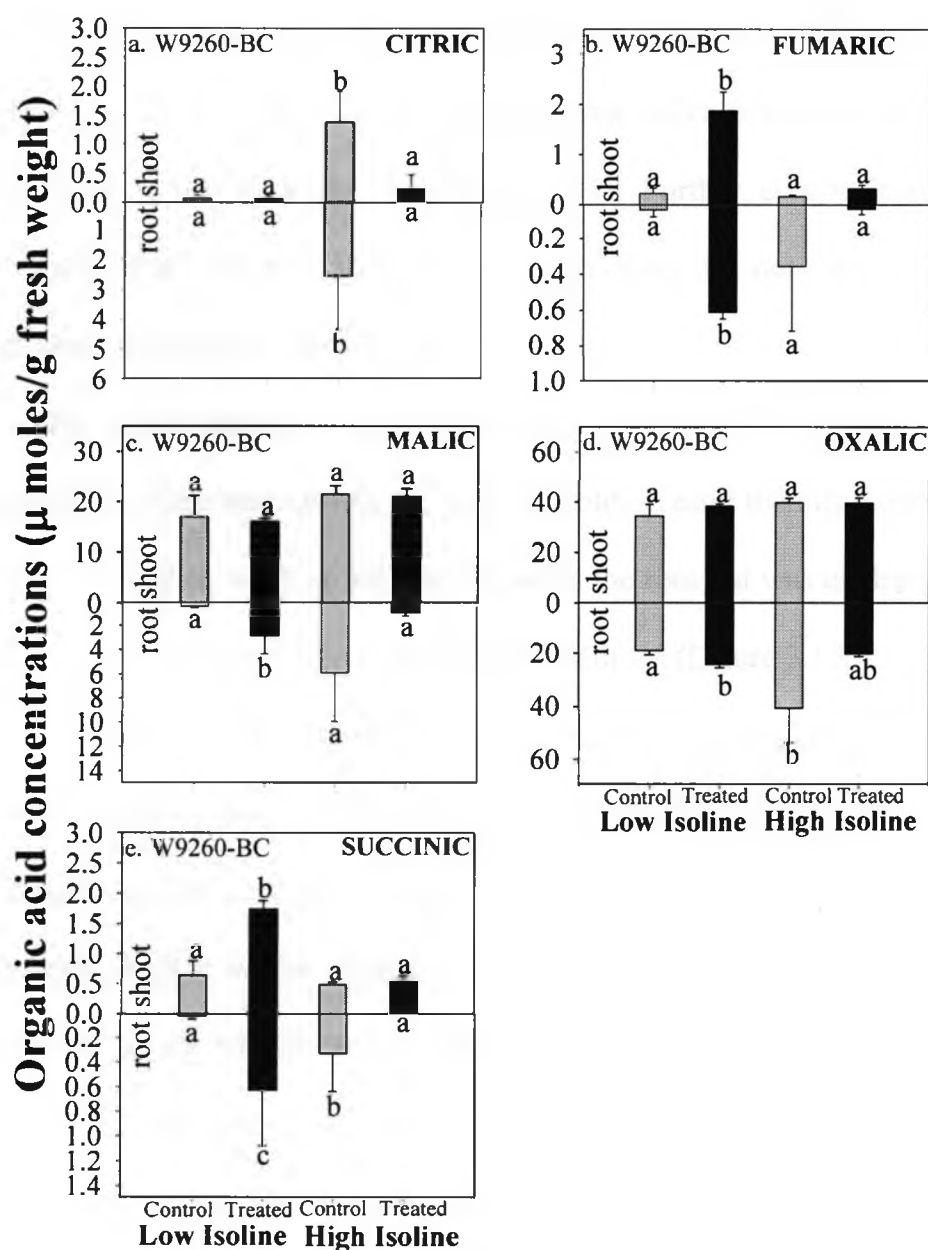 Organic acid concentrations (μ moles/g fresh weight)
a. W9260-BC CITRIC
3.0
2.5
2.0
1.5
1.0
0.5
0.0
1
2
3
4
5
6
root shoot
a a b a
a a b a
b. W9260-BC FUMARIC
3
2
1
0
0.2
0.4
0.6
0.8
1.0
root shoot
a b a a
a b a a
c. W9260-BC MALIC
30
20
10
0
2
4
6
8
10
12
14
root shoot
a a a a
a b a a
d. W9260-BC OXALIC
60
40
20
0
20
40
60
root shoot
a a a a
a b b ab
Control Treated Control Treated
Low Isoline High Isoline
e. W9260-BC SUCCINIC
3.0
2.5
2.0
1.5
1.0
0.5
0.0
0.2
0.4
0.6
0.8
1.0
1.2
1.4
root shoot
a b a a
a c b a
Control Treated Control Treated
Low Isoline High Isoline